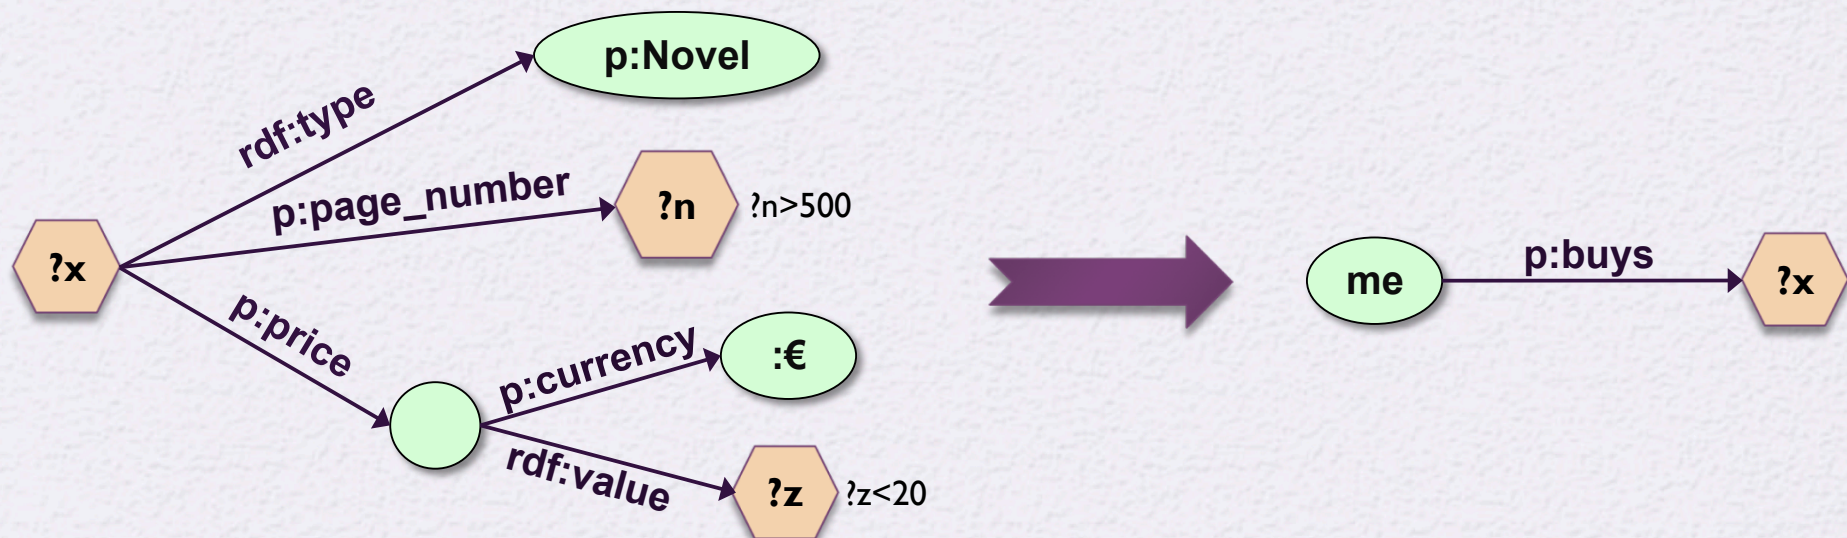 p:Novel
rdf:type
p:page_number
?n
?n>500
?x
p:price
p:currency
:€
rdf:value
?z
?z<20
me
p:buys
?x